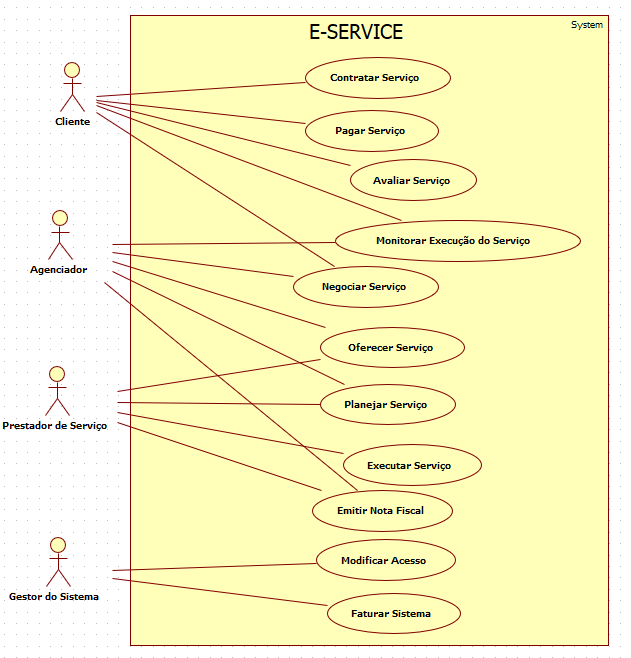 System
E-SERVICE
Contratar Serviço
Cliente
Pagar Serviço
Avaliar Serviço
Monitorar Execução do Serviço
Agenciador
Negociar Serviço
Oferecer Serviço
Planejar Serviço
Prestador de Serviço
Executar Serviço
Emitir Nota Fiscal
Modificar Acesso
Gestor do Sistema
Faturar Sistema